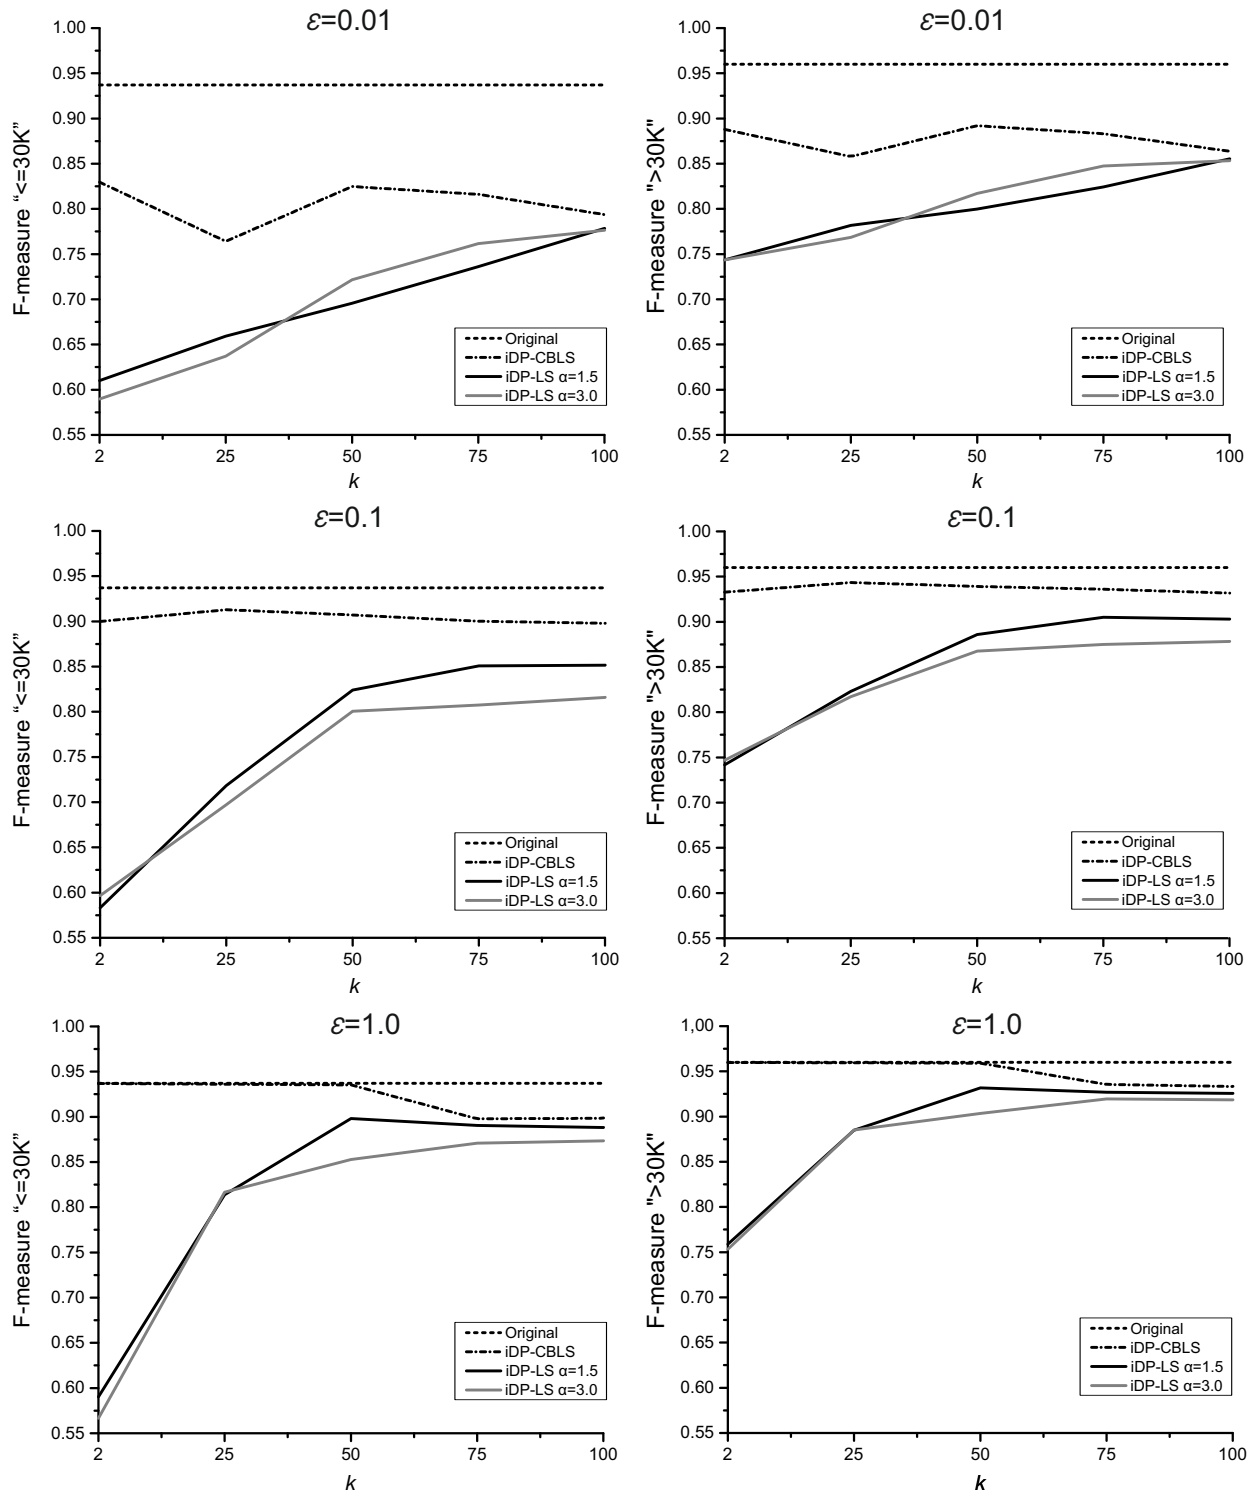 ε=0.01
1.00
0.95
0.90
0.85
0.80
0.75
0.70
0.65
0.60
0.55
F-measure “<=30K”
Original
iDP-CBLS
iDP-LS α=1.5
iDP-LS α=3.0
2 25 50 75 100
k
ε=0.01
1.00
0.95
0.90
0.85
0.80
0.75
0.70
0.65
0.60
0.55
F-measure ">30K"
Original
iDP-CBLS
iDP-LS α=1.5
iDP-LS α=3.0
2 25 50 75 100
k
ε=0.1
1.00
0.95
0.90
0.85
0.80
0.75
0.70
0.65
0.60
0.55
F-measure “<=30K”
Original
iDP-CBLS
iDP-LS α=1.5
iDP-LS α=3.0
2 25 50 75 100
k
ε=0.1
1.00
0.95
0.90
0.85
0.80
0.75
0.70
0.65
0.60
0.55
F-measure ">30K"
Original
iDP-CBLS
iDP-LS α=1.5
iDP-LS α=3.0
2 25 50 75 100
k
ε=1.0
1.00
0.95
0.90
0.85
0.80
0.75
0.70
0.65
0.60
0.55
F-measure “<=30K”
Original
iDP-CBLS
iDP-LS α=1.5
iDP-LS α=3.0
2 25 50 75 100
k
ε=1.0
1,00
0.95
0.90
0.85
0.80
0.75
0.70
0.65
0.60
0.55
F-measure ">30K"
Original
iDP-CBLS
iDP-LS α=1.5
iDP-LS α=3.0
2 25 50 75 100
k